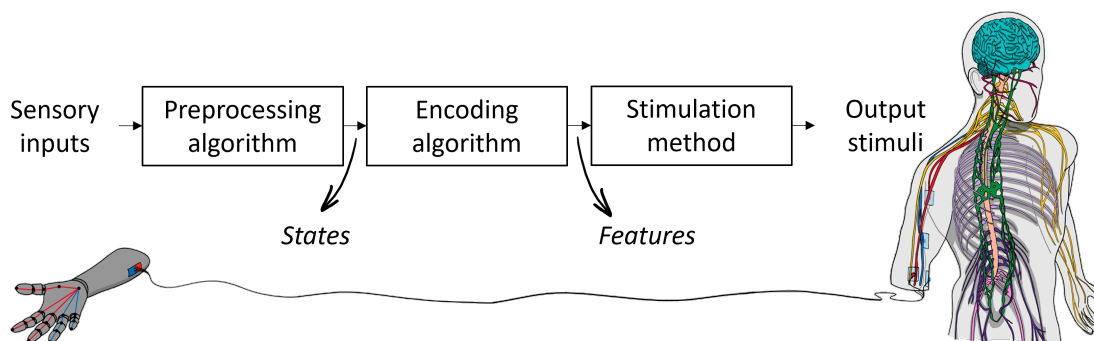 Sensory
inputs
Preprocessing
algorithm
Encoding
algorithm
Stimulation
method
Output
stimuli
States
Features